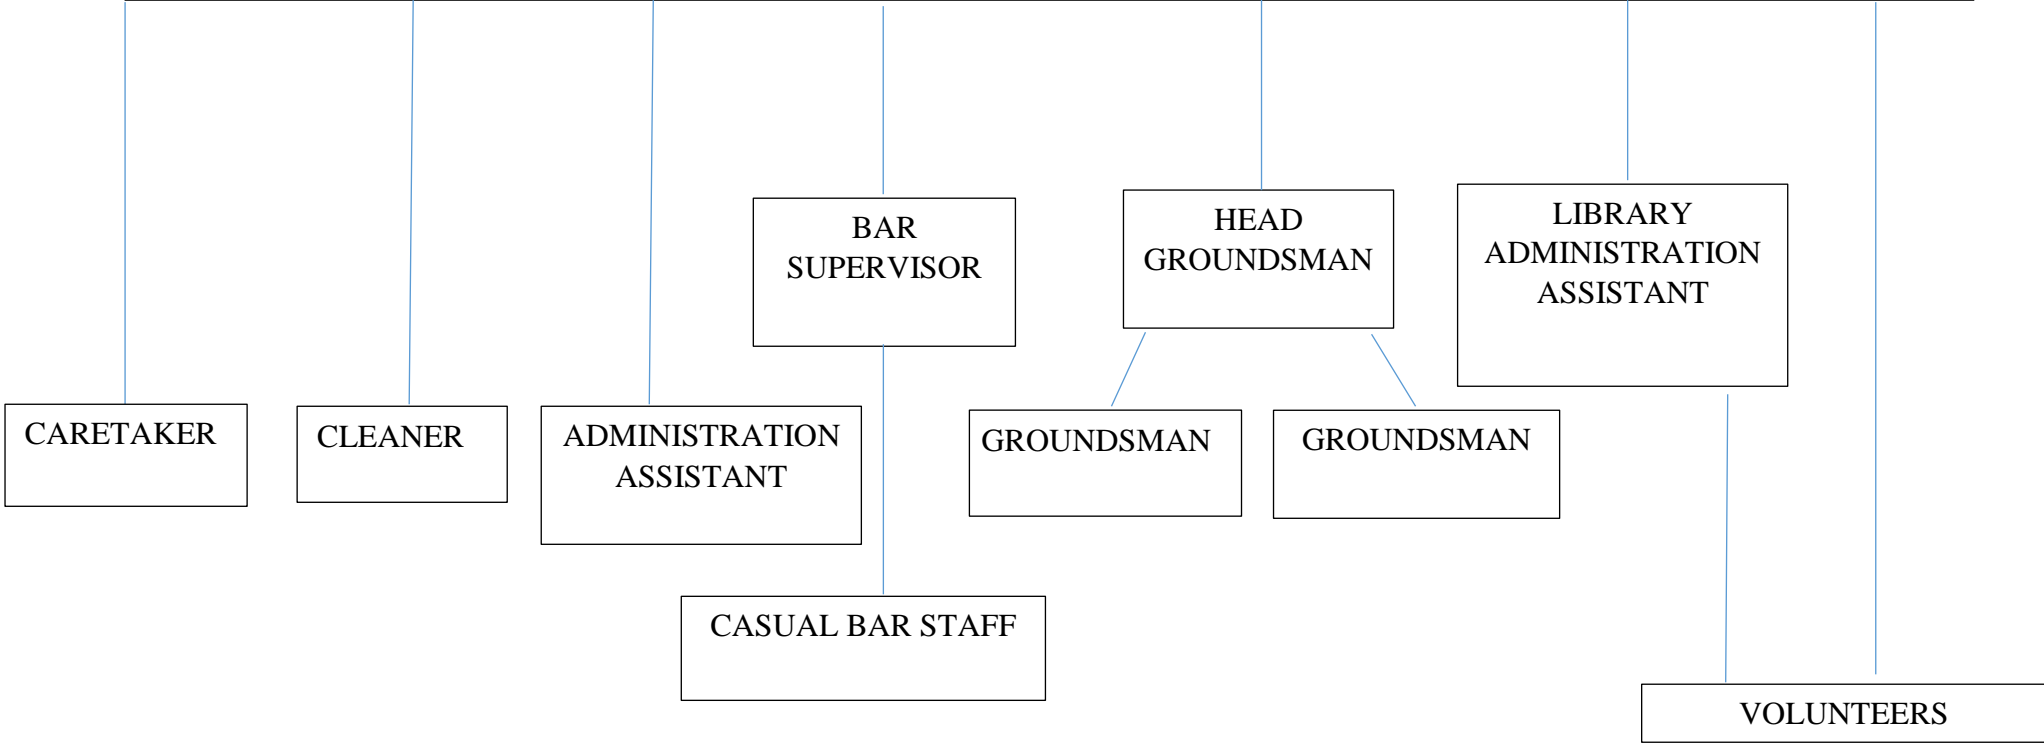 BAR
SUPERVISOR
HEAD
GROUNDSMAN
LIBRARY
ADMINISTRATION
ASSISTANT
CARETAKER
CLEANER
ADMINISTRATION
ASSISTANT
GROUNDSMAN
GROUNDSMAN
CASUAL BAR STAFF
VOLUNTEERS